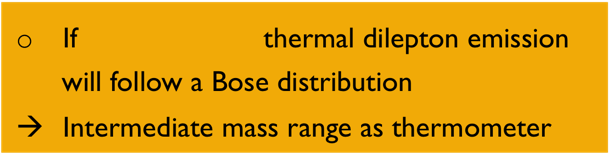 ○ If thermal dilepton emission
will follow a Bose distribution
→ Intermediate mass range as thermometer